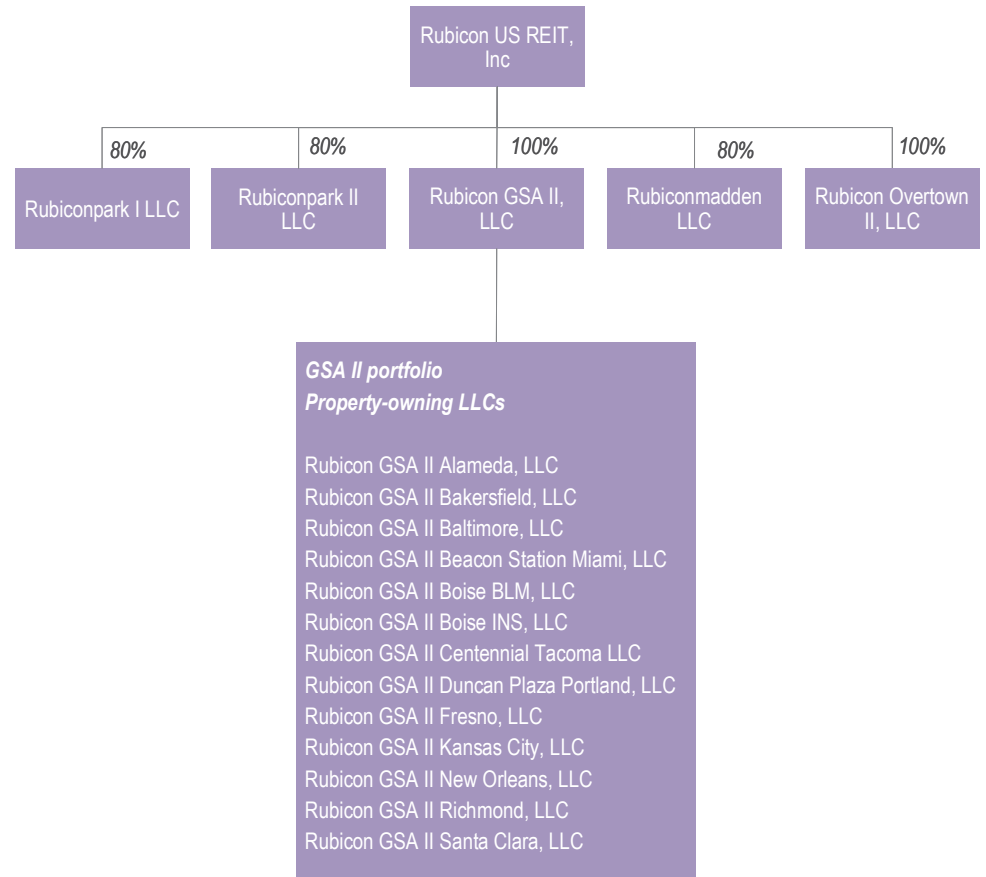 Rubicon US REIT,
Inc
80%
80%
100%
80%
100%
Rubiconpark I LLC
Rubiconpark II
LLC
Rubicon GSA II,
LLC
Rubiconmadden
LLC
Rubicon Overtown
II, LLC
GSA II portfolio
Property-owning LLCs
Rubicon GSA II Alameda, LLC
Rubicon GSA II Bakersfield, LLC
Rubicon GSA II Baltimore, LLC
Rubicon GSA II Beacon Station Miami, LLC
Rubicon GSA II Boise BLM, LLC
Rubicon GSA II Boise INS, LLC
Rubicon GSA II Centennial Tacoma LLC
Rubicon GSA II Duncan Plaza Portland, LLC
Rubicon GSA II Fresno, LLC
Rubicon GSA II Kansas City, LLC
Rubicon GSA II New Orleans, LLC
Rubicon GSA II Richmond, LLC
Rubicon GSA II Santa Clara, LLC